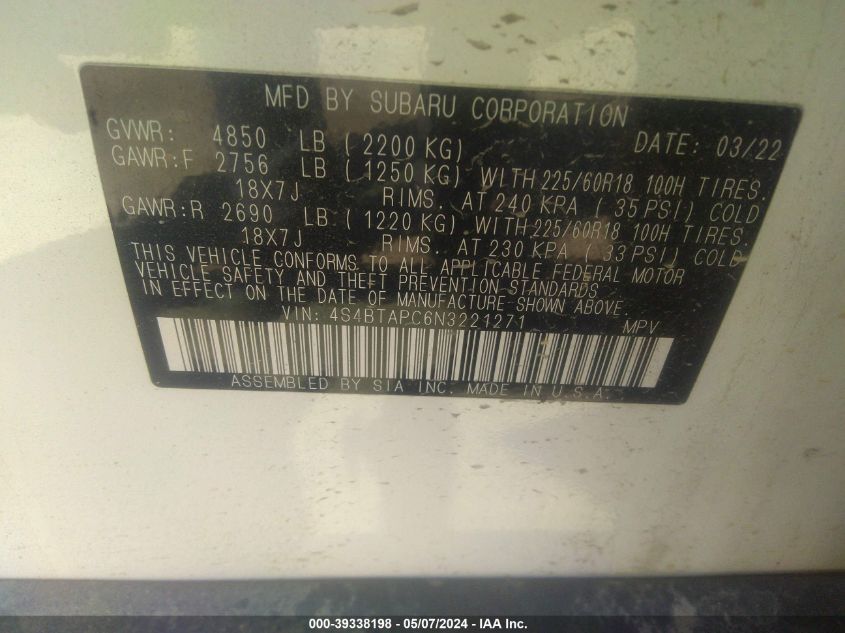 MFD BY SUBARU CORPORATION
GVWR: 4850 LB ( 2200 KG) DATE: 03/22
GAWR:F 2756 LB ( 1250 KG) WITH 225/60R18 100H TIRES.
18X7J RIMS. AT 240 KPA ( 35 PSI) COLD
GAWR:R 2690 LB ( 1220 KG) WITH 225/60R18 100H TIRES.
18X7J RIMS. AT 230 KPA ( 33 PSI) COLD
THIS VEHICLE CONFORMS TO ALL APPLICABLE FEDERAL MOTOR
VEHICLE SAFETY AND THEFT PREVENTION STANDARDS
IN EFFECT ON THE DATE OF MANUFACTURE SHOWN ABOVE.
VIN: 4S4BTAPC6N3221271 MPV
ASSEMBLED BY SIA INC. MADE IN U.S.A.
000-39338198 - 05/07/2024 - IAA Inc.